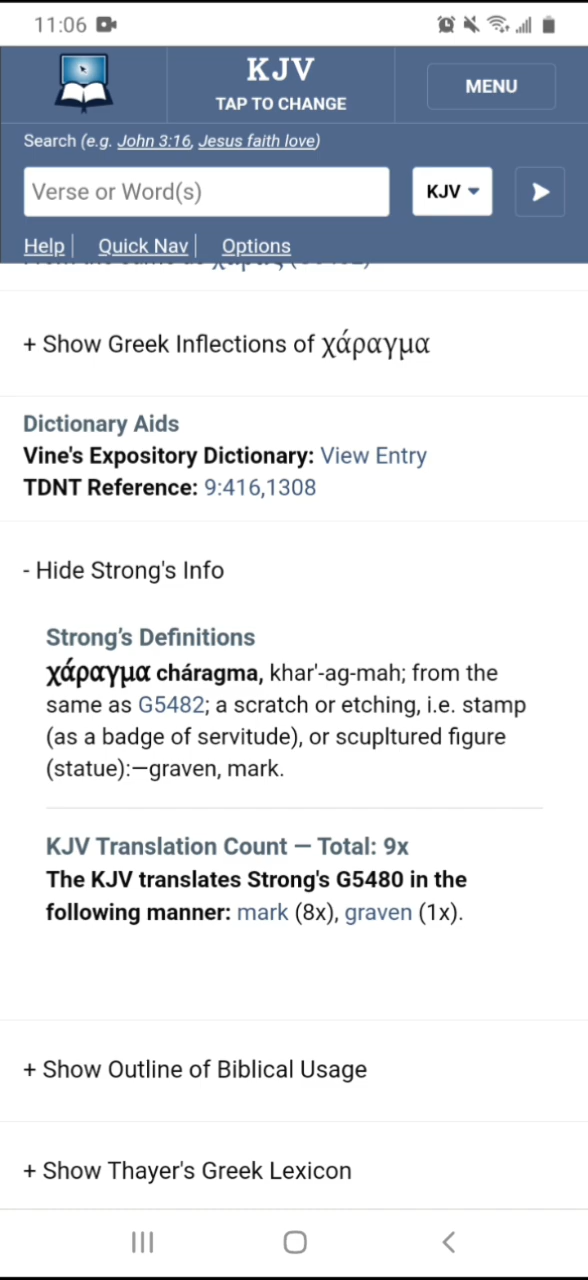 11:06
KJV
TAP TO CHANGE
MENU
Search (e.g. John 3:16, Jesus faith love)
Verse or Word(s)
KJV
Help
Quick Nav
Options
+ Show Greek Inflections of χάραγμα
Dictionary Aids
Vine's Expository Dictionary: View Entry
TDNT Reference: 9:416,1308
- Hide Strong's Info
Strong's Definitions
χάραγμα cháragma, khar'-ag-mah; from the
same as G5482; a scratch or etching, i.e. stamp
(as a badge of servitude), or scupltured figure
(statue):—graven, mark.
KJV Translation Count — Total: 9x
The KJV translates Strong's G5480 in the
following manner: mark (8x), graven (1x).
+ Show Outline of Biblical Usage
+ Show Thayer's Greek Lexicon